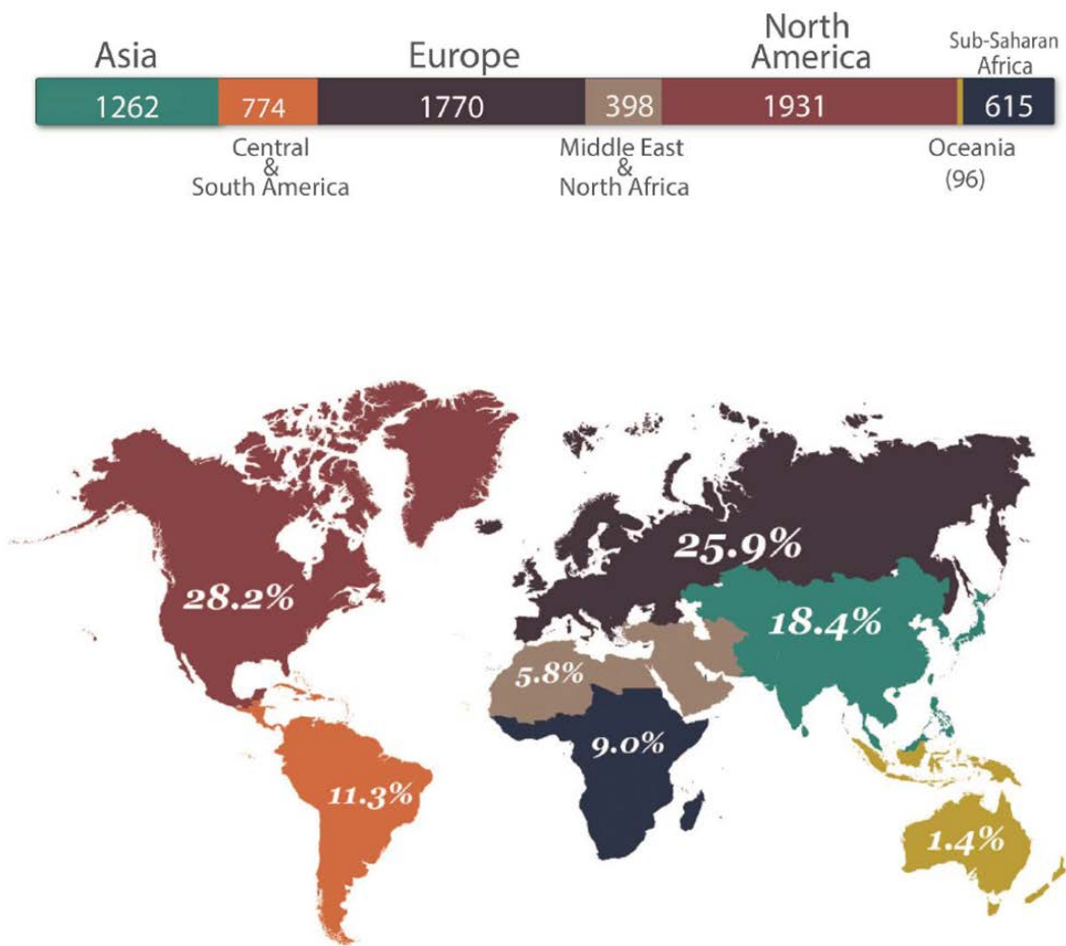 Asia
Europe
North
America
Sub-Saharan
Africa
1262
774
1770
398
1931
615
Central
&
South America
Middle East
&
North Africa
Oceania
(96)
28.2%
25.9%
18.4%
5.8%
9.0%
11.3%
1.4%